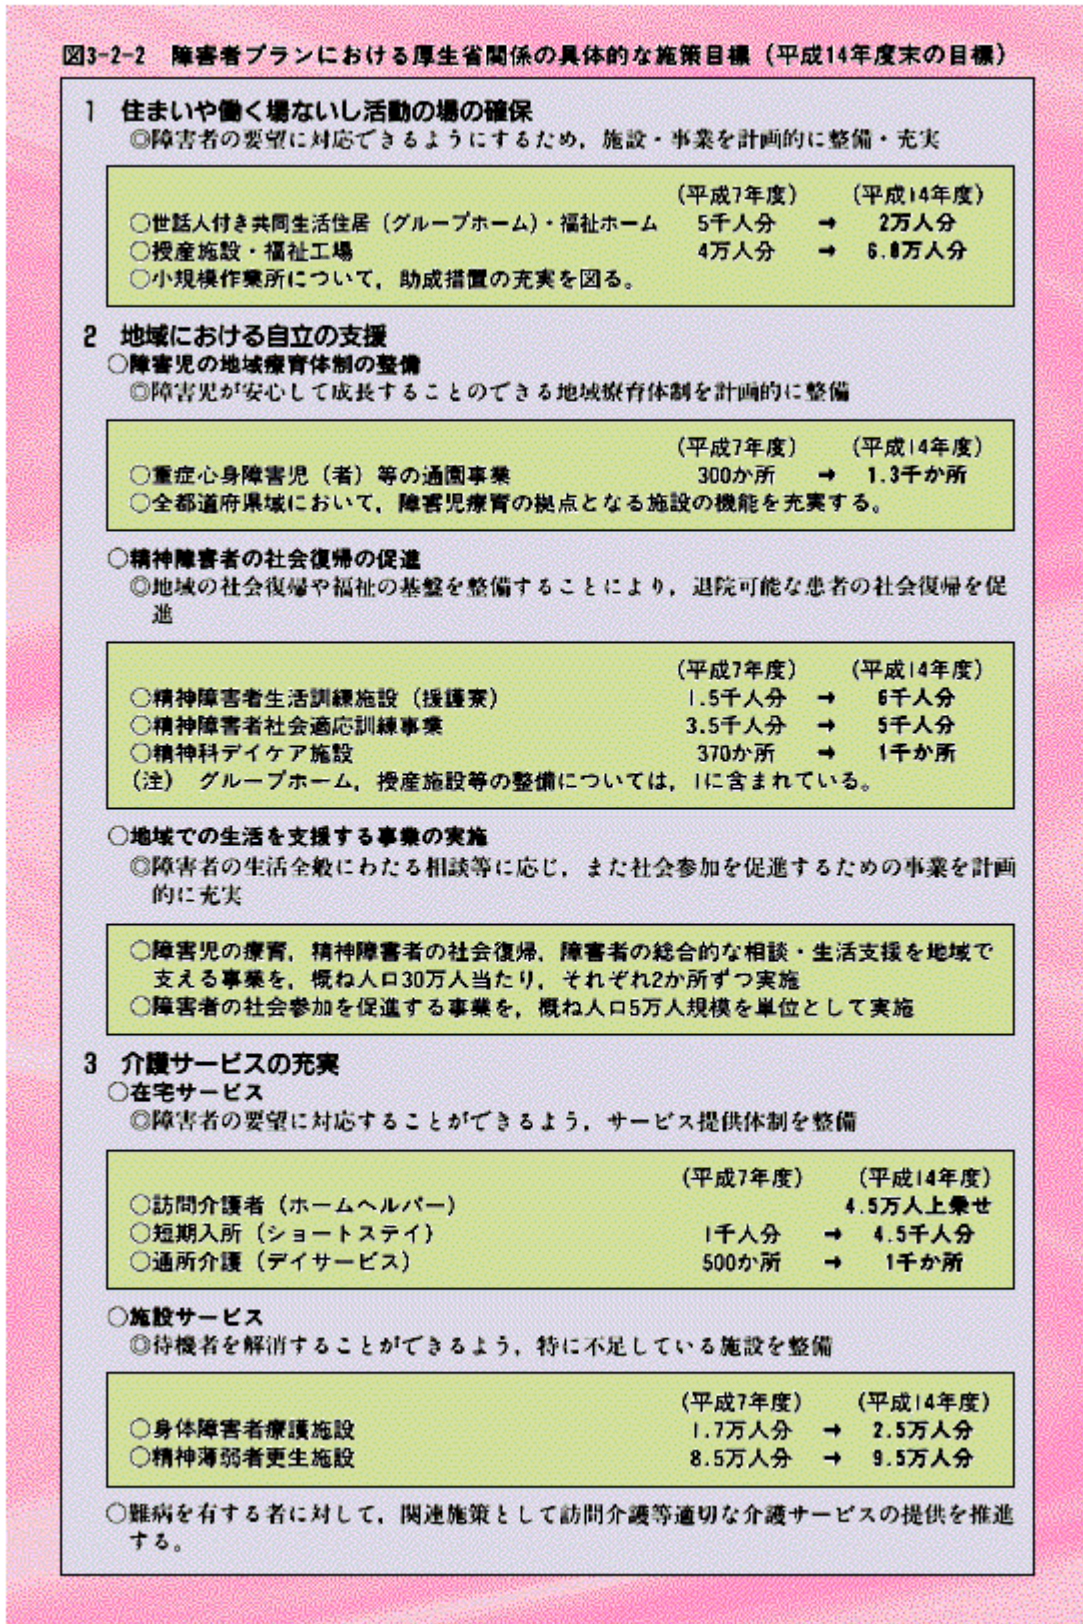 図3-2-2 障害者プランにおける厚生省関係の具体的な施策目標（平成14年度末の目標）
1 住まいや働く場ないし活動の場の確保
◎障害者の要望に対応できるようにするため，施設・事業を計画的に整備・充実
（平成7年度） （平成14年度）
○世話人付き共同生活住居（グループホーム）・福祉ホーム 5千人分 → 2万人分
○授産施設・福祉工場 4万人分 → 6.8万人分
○小規模作業所について，助成措置の充実を図る。
2 地域における自立の支援
○障害児の地域療育体制の整備
◎障害児が安心して成長することのできる地域療育体制を計画的に整備
（平成7年度） （平成14年度）
○重症心身障害児（者）等の通園事業 300か所 → 1.3千か所
○全都道府県域において，障害児療育の拠点となる施設の機能を充実する。
○精神障害者の社会復帰の促進
◎地域の社会復帰や福祉の基盤を整備することにより，退院可能な患者の社会復帰を促
進
（平成7年度） （平成14年度）
○精神障害者生活訓練施設（援護寮） 1.5千人分 → 6千人分
○精神障害者社会適応訓練事業 3.5千人分 → 5千人分
○精神科デイケア施設 370か所 → 1千か所
（注） グループホーム，授産施設等の整備については，1に含まれている。
○地域での生活を支援する事業の実施
◎障害者の生活全般にわたる相談等に応じ，また社会参加を促進するための事業を計画
的に充実
○障害児の療育，精神障害者の社会復帰，障害者の総合的な相談・生活支援を地域で
支える事業を，概ね人口30万人当たり，それぞれ2か所ずつ実施
○障害者の社会参加を促進する事業を，概ね人口5万人規模を単位として実施
3 介護サービスの充実
○在宅サービス
◎障害者の要望に対応することができるよう，サービス提供体制を整備
（平成7年度） （平成14年度）
○訪問介護者（ホームヘルパー） 4.5万人上乗せ
○短期入所（ショートステイ） 1千人分 → 4.5千人分
○通所介護（デイサービス） 500か所 → 1千か所
○施設サービス
◎待機者を解消することができるよう，特に不足している施設を整備
（平成7年度） （平成14年度）
○身体障害者療護施設 1.7万人分 → 2.5万人分
○精神薄弱者更生施設 8.5万人分 → 9.5万人分
○難病を有する者に対して，関連施策として訪問介護等適切な介護サービスの提供を推進
する。